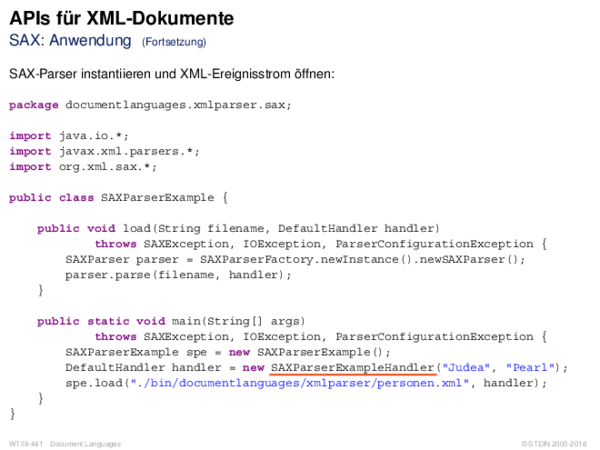 APIs für XML-Dokumente
SAX: Anwendung (Fortsetzung)
SAX-Parser instantiieren und XML-Ereignisstrom öffnen:
package documentlanguages.xmlparser.sax;
import java.io.*;
import javax.xml.parsers.*;
import org.xml.sax.*;
public class SAXParserExample {
public void load(String filename, DefaultHandler handler)
throws SAXException, IOException, ParserConfigurationException {
SAXParser parser = SAXParserFactory.newInstance().newSAXParser();
parser.parse(filename, handler);
}
public static void main(String[] args)
throws SAXException, IOException, ParserConfigurationException {
SAXParserExample spe = new SAXParserExample();
DefaultHandler handler = new SAXParserExampleHandler("Judea", "Pearl");
spe.load("./bin/documentlanguages/xmlparser/personen.xml", handler);
}
}
WT:III-441 Document Languages © STEIN 2005-2018